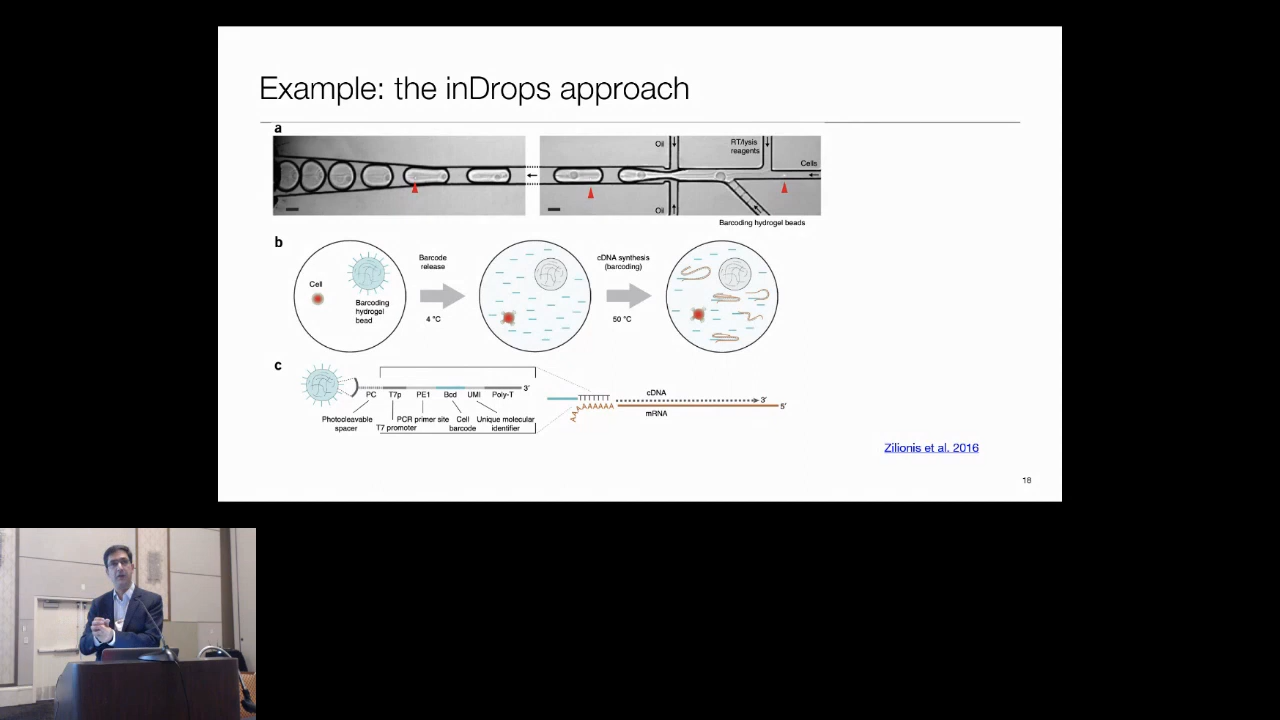 Example: the inDrops approach
a
Oil
RT/lysis
reagents
Cells
Oil
Barcoding hydrogel beads
b
Cell
Barcoding
hydrogel
bead
Barcode
release
4 °C
cDNA synthesis
(barcoding)
50 °C
c
PC T7p PE1 Bcd UMI Poly-T 3′
Photocleavable
spacer
T7 promoter
PCR primer site
Cell
barcode
Unique molecular
identifier
TTTTTTT
AAAAAAAA
cDNA
3′
mRNA
5′
Zilionis et al. 2016
18